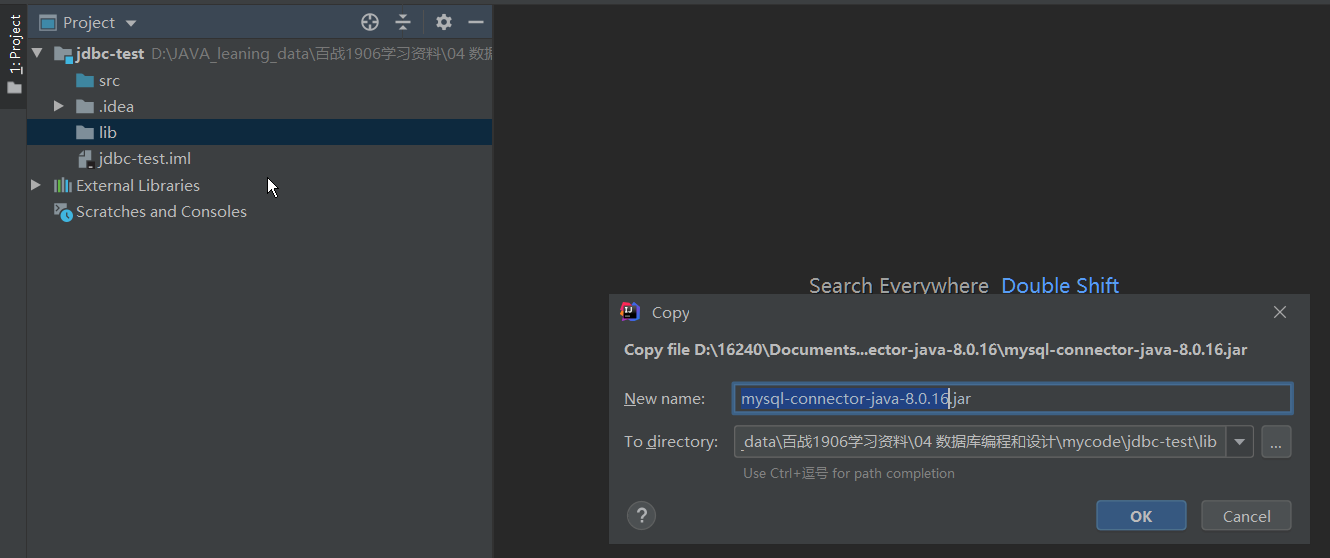 1: Project
Project
jdbc-test D:\JAVA_leaning_data\百战1906学习资料\04 数据
src
.idea
lib
jdbc-test.iml
External Libraries
Scratches and Consoles
Search Everywhere Double Shift
Copy
Copy file D:\16240\Documents...ector-java-8.0.16\mysql-connector-java-8.0.16.jar
New name: mysql-connector-java-8.0.16.jar
To directory: _data\百战1906学习资料\04 数据库编程和设计\mycode\jdbc-test\lib
...
Use Ctrl+逗号 for path completion
?
OK
Cancel